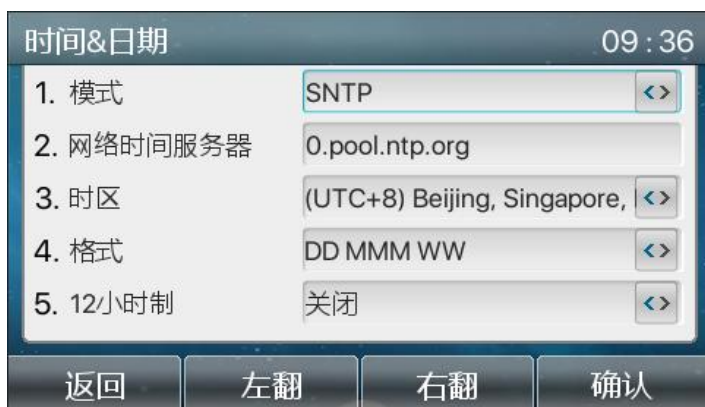 时间&日期 09:36
1. 模式 SNTP
2. 网络时间服务器 0.pool.ntp.org
3. 时区 (UTC+8) Beijing, Singapore,
4. 格式 DD MMM WW
5. 12小时制 关闭
返回 左翻 右翻 确认